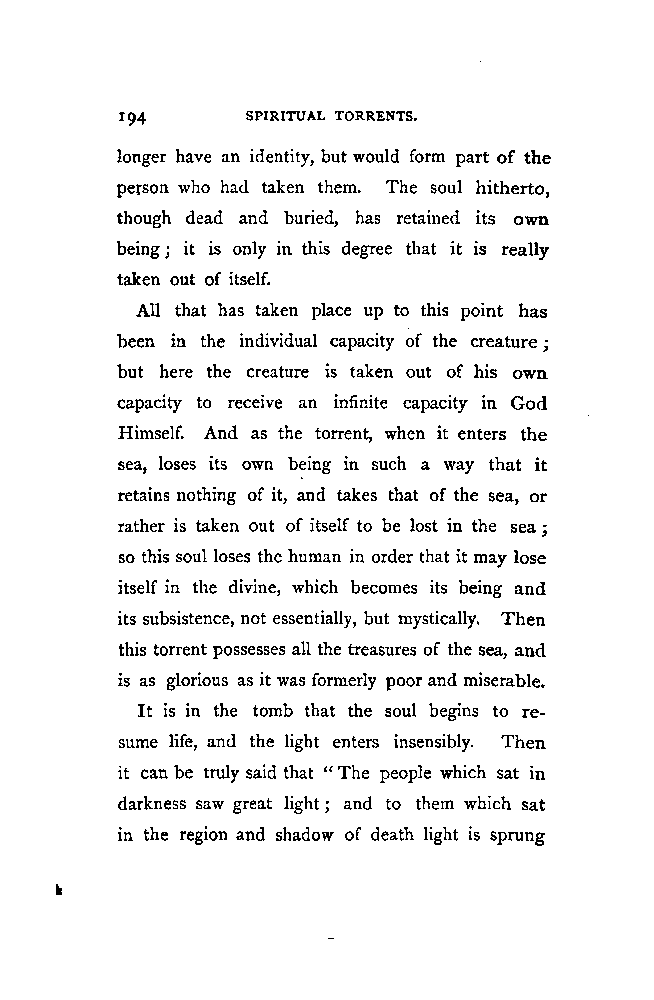 194 SPIRITUAL TORRENTS.
longer have an identity, but would form part of the
person who had taken them. The soul hitherto,
though dead and buried, has retained its own
being; it is only in this degree that it is really
taken out of itself.
All that has taken place up to this point has
been in the individual capacity of the creature;
but here the creature is taken out of his own
capacity to receive an infinite capacity in God
Himself. And as the torrent, when it enters the
sea, loses its own being in such a way that it
retains nothing of it, and takes that of the sea, or
rather is taken out of itself to be lost in the sea;
so this soul loses the human in order that it may lose
itself in the divine, which becomes its being and
its subsistence, not essentially, but mystically. Then
this torrent possesses all the treasures of the sea, and
is as glorious as it was formerly poor and miserable.
It is in the tomb that the soul begins to re-
sume life, and the light enters insensibly. Then
it can be truly said that “The people which sat in
darkness saw great light; and to them which sat
in the region and shadow of death light is sprung
k